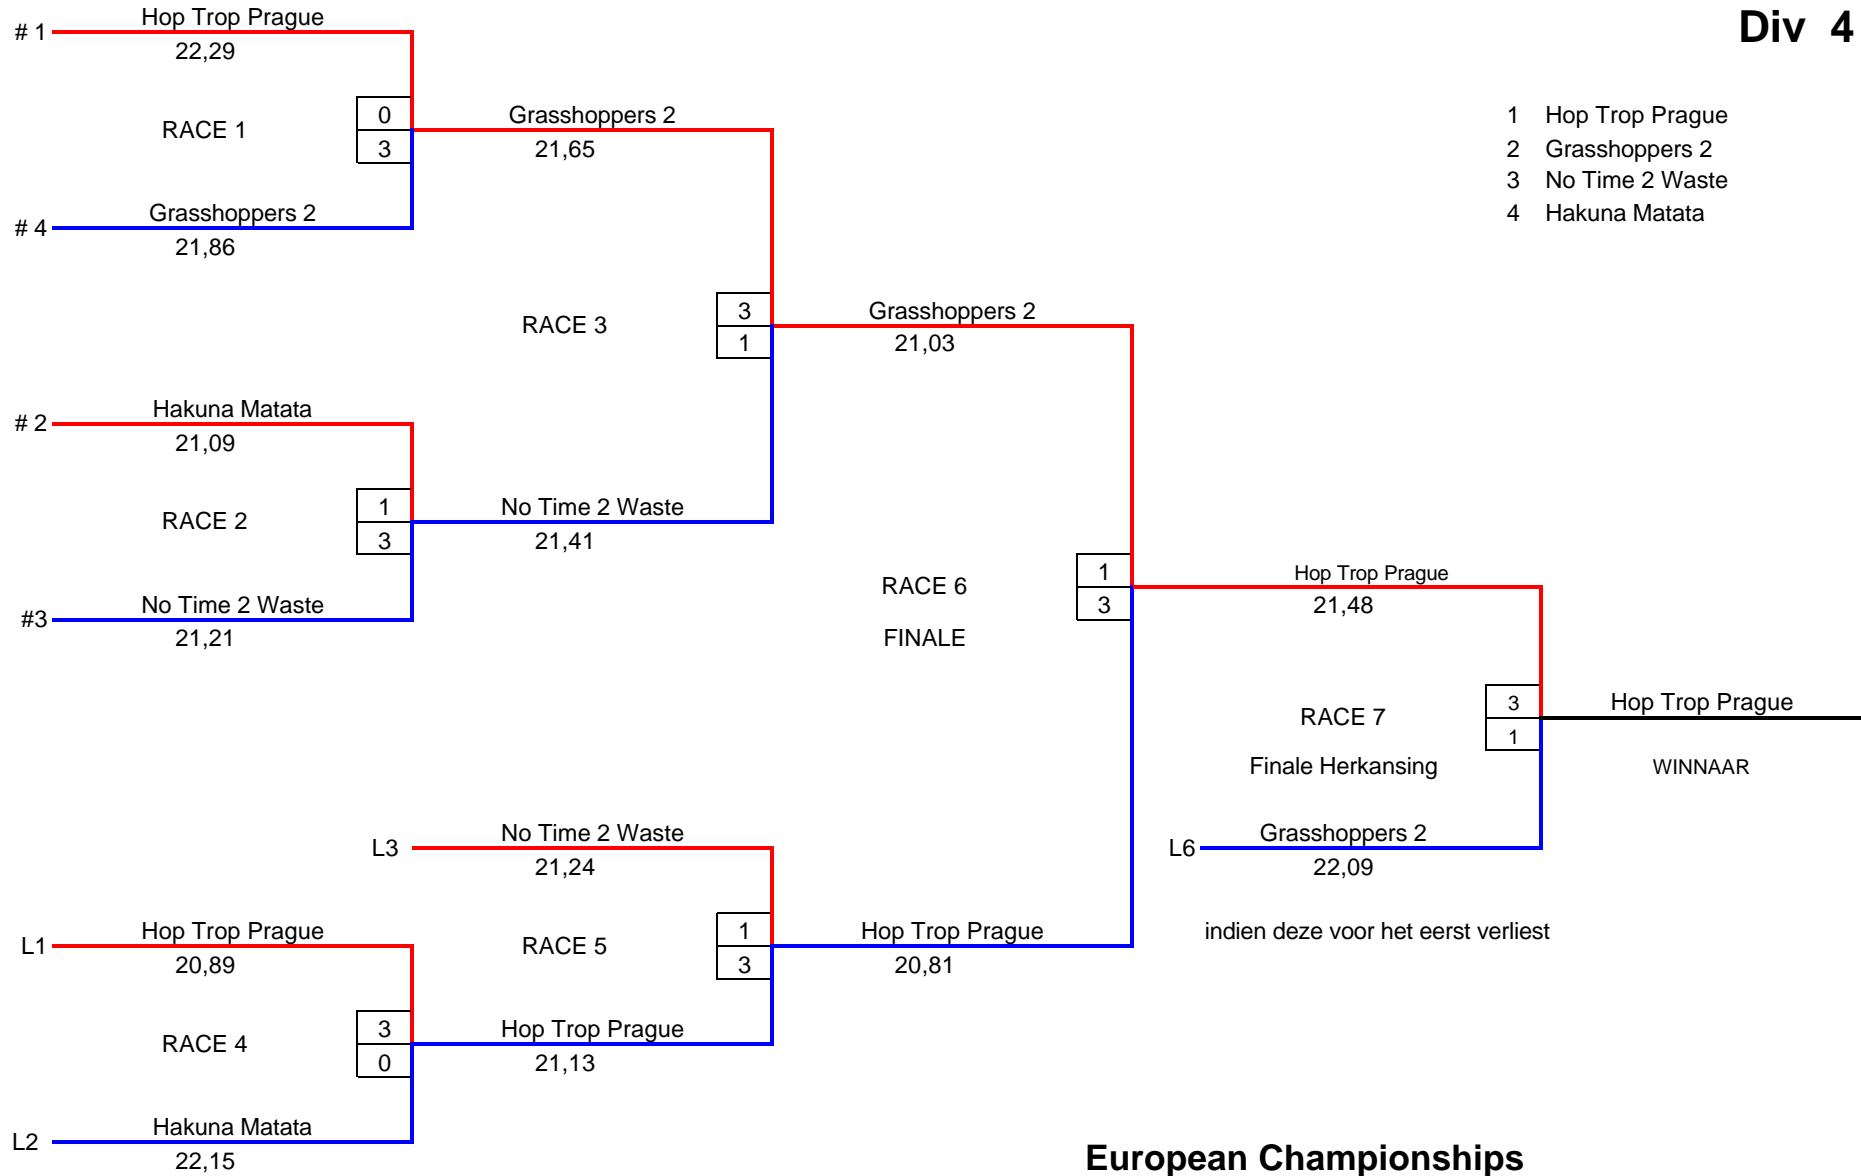 Div 4
# 1 Hop Trop Prague
22,29
RACE 1
0
3
# 4 Grasshoppers 2
21,86
Grasshoppers 2
21,65
1 Hop Trop Prague
2 Grasshoppers 2
3 No Time 2 Waste
4 Hakuna Matata
RACE 3
3
1
Grasshoppers 2
21,03
# 2 Hakuna Matata
21,09
RACE 2
1
3
#3 No Time 2 Waste
21,21
No Time 2 Waste
21,41
RACE 6
FINALE
1
3
Hop Trop Prague
21,48
RACE 7
Finale Herkansing
3
1
Hop Trop Prague
WINNAAR
L6 Grasshoppers 2
22,09
indien deze voor het eerst verliest
L3 No Time 2 Waste
21,24
RACE 5
1
3
Hop Trop Prague
20,81
L1 Hop Trop Prague
20,89
RACE 4
3
0
Hop Trop Prague
21,13
L2 Hakuna Matata
22,15
European Championships